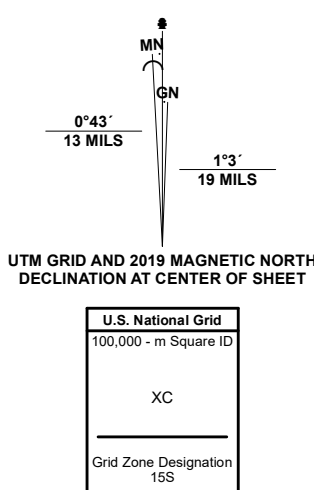 MN
GN
0°43´
13 MILS
1°3´
19 MILS
UTM GRID AND 2019 MAGNETIC NORTH
DECLINATION AT CENTER OF SHEET
U.S. National Grid
100,000 - m Square ID
XC
Grid Zone Designation
15S